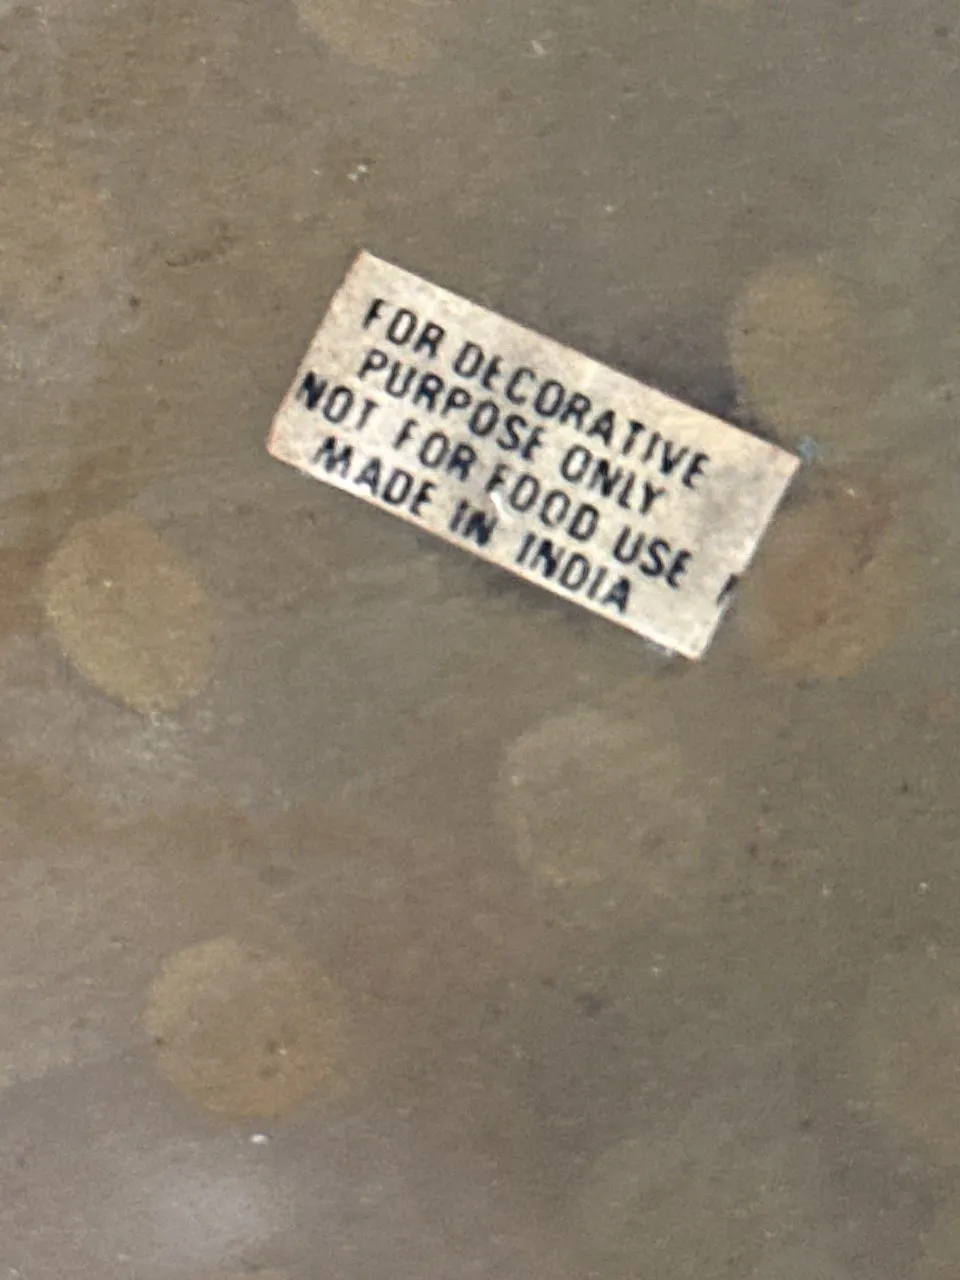 FOR DECORATIVE
PURPOSE ONLY
NOT FOR FOOD USE
MADE IN INDIA